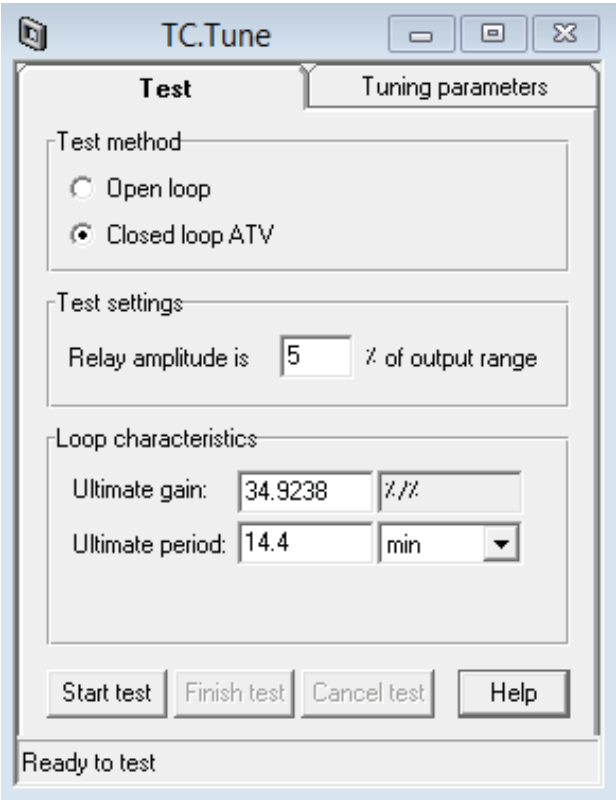 TC.Tune
Test
Tuning parameters
Test method
Open loop
Closed loop ATV
Test settings
Relay amplitude is 5 % of output range
Loop characteristics
Ultimate gain: 34.9238 %/%
Ultimate period: 14.4 min
Start test Finish test Cancel test Help
Ready to test